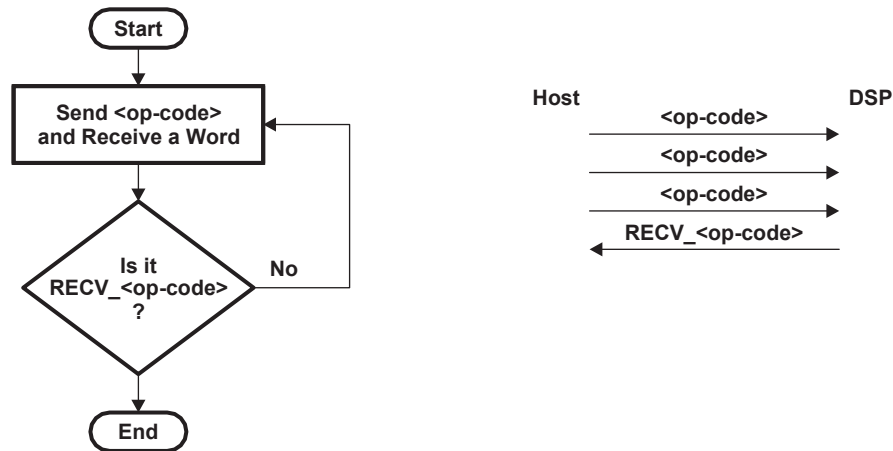 Start
Send <op-code>
and Receive a Word
Is it
RECV_<op-code>
?
No
End
Host
DSP
<op-code>
<op-code>
<op-code>
RECV_<op-code>